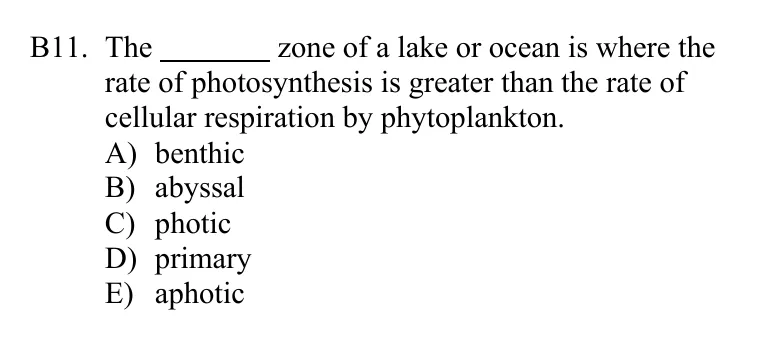 B11. The _______ zone of a lake or ocean is where the
rate of photosynthesis is greater than the rate of
cellular respiration by phytoplankton.
A) benthic
B) abyssal
C) photic
D) primary
E) aphotic